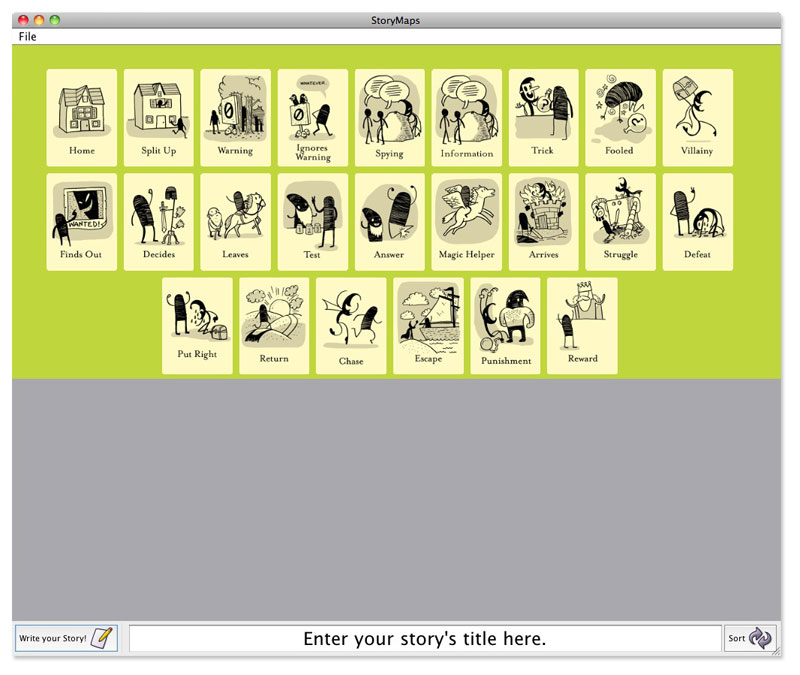 StoryMaps
File
Home
Split Up
WHATEVER
Warning
Ignores
Warning
Spying
Information
Trick
Fooled
Villainy
WANTED!
Finds Out
Decides
Leaves
Test
Answer
Magic Helper
Arrives
Struggle
Defeat
Put Right
Return
Chase
Escape
Punishment
Reward
Write your Story!
Enter your story's title here.
Sort